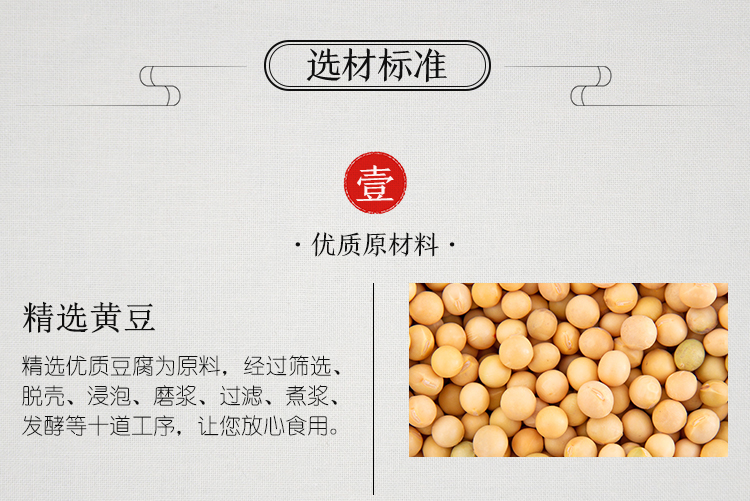 选材标准
壹
·优质原材料·
精选黄豆
精选优质豆腐为原料，经过筛选、
脱壳、浸泡、磨浆、过滤、煮浆、
发酵等十道工序，让您放心食用。